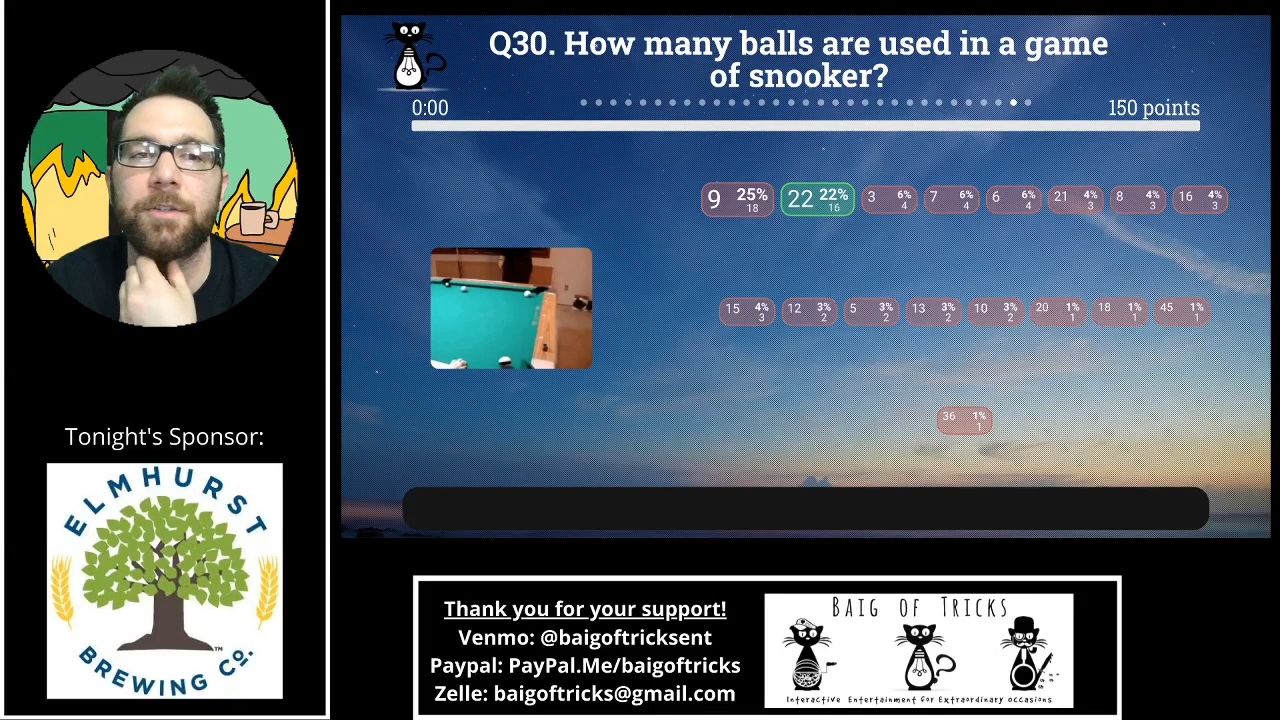 Q30. How many balls are used in a game
of snooker?
0:00
150 points
9 25% 18
22 22% 16
3 6% 4
7 6% 4
6 6% 4
21 4% 3
8 4% 3
16 4% 3
15 4% 3
12 3% 2
5 3% 2
13 3% 2
10 3% 2
20 1% 1
18 1% 1
45 1% 1
36 1% 1
Tonight's Sponsor:
ELMHURST
BREWING CO.
TM
Thank you for your support!
Venmo: @baigoftricksent
Paypal: PayPal.Me/baigoftricks
Zelle: baigoftricks@gmail.com
BAIG OF TRICKS
Interactive Entertainment for Extraordinary occasions